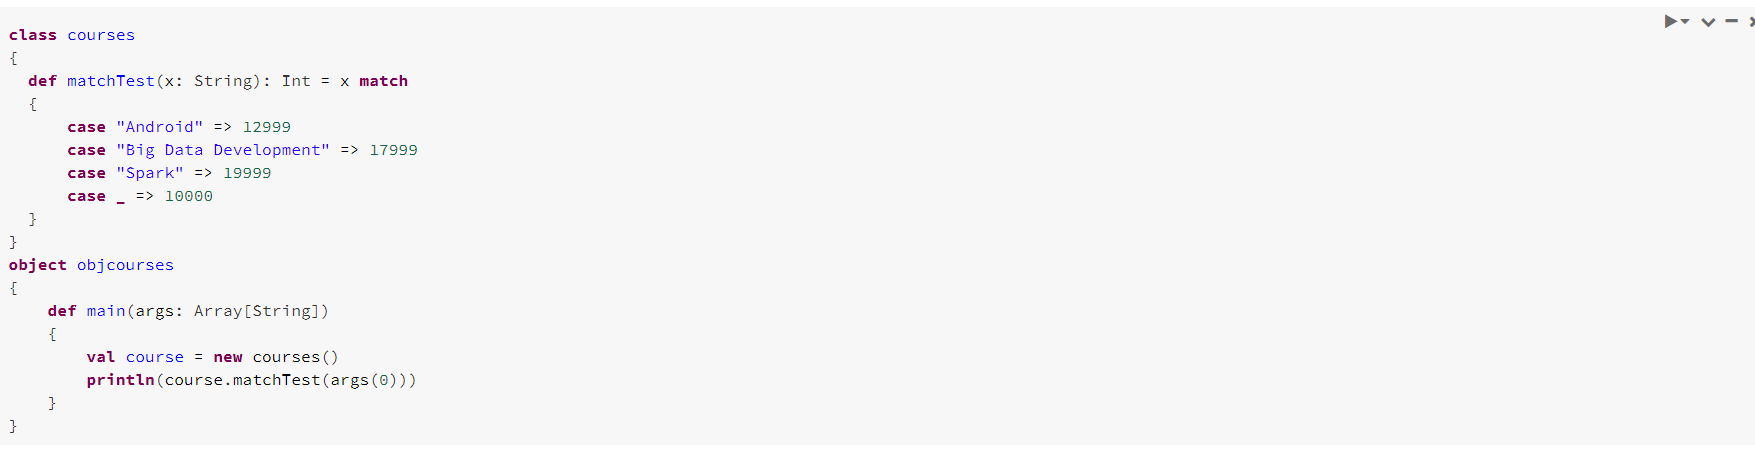 class courses
{
  def matchTest(x: String): Int = x match
  {
      case "Android" => 12999
      case "Big Data Development" => 17999
      case "Spark" => 19999
      case _ => 10000
  }
}
object objcourses
{
    def main(args: Array[String])
    {
        val course = new courses()
        println(course.matchTest(args(0)))
    }
}